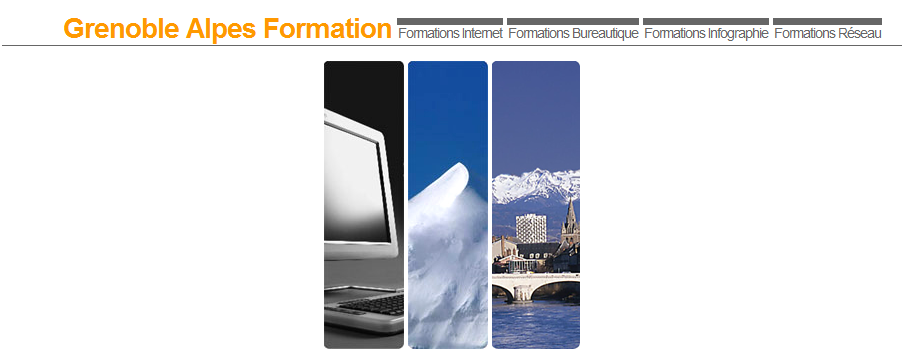 Grenoble Alpes Formation
Formations Internet Formations Bureautique Formations Infographie Formations Réseau